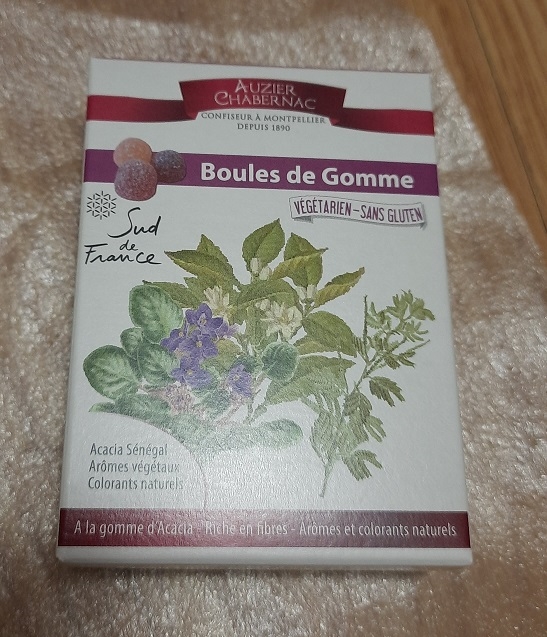 AUZIER
CHABERNAC
CONFISEUR À MONTPELLIER
DEPUIS 1890
Boules de Gomme
VÉGÉTARIEN – SANS GLUTEN
Sud
de
France
Acacia Sénégal
Arômes végétaux
Colorants naturels
A la gomme d'Acacia - Riche en fibres - Arômes et colorants naturels